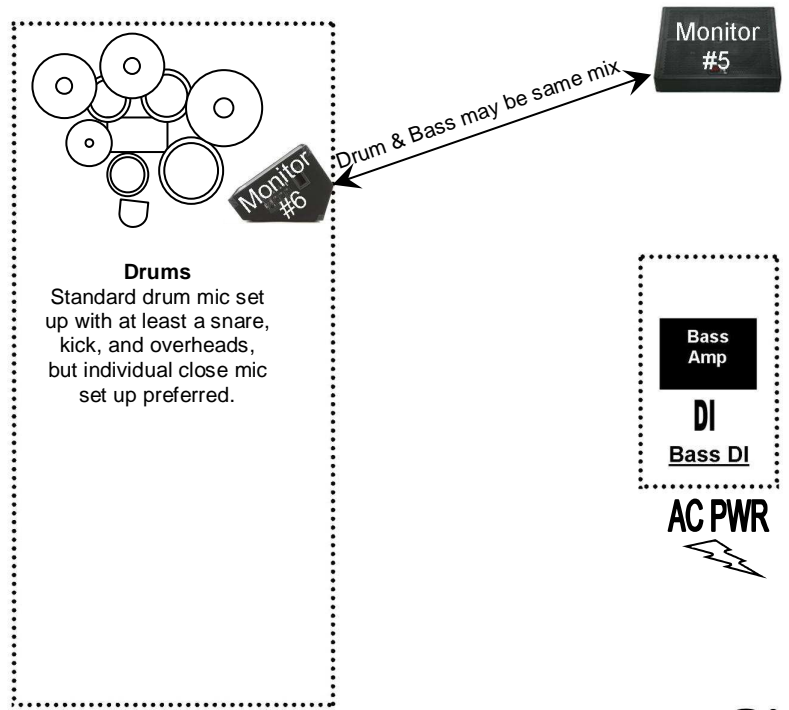 Monitor
#5
Drum & Bass may be same mix
Monitor
#6
Drums
Standard drum mic set
up with at least a snare,
kick, and overheads,
but individual close mic
set up preferred.
Bass
Amp
DI
Bass DI
AC PWR